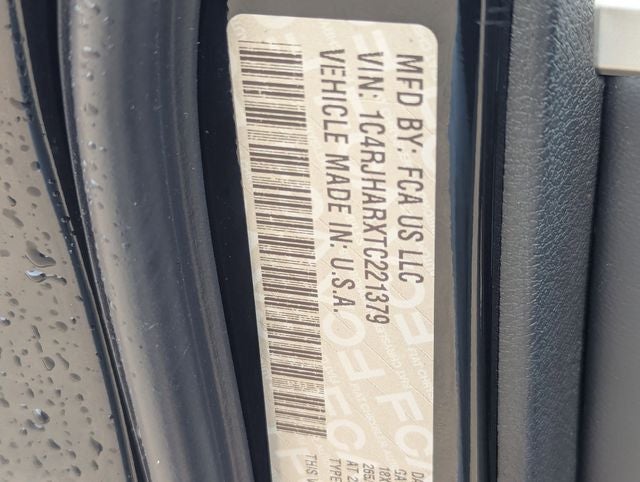 MFD BY: FCA US LLC
VIN: 1C4RJHARXTC221379
VEHICLE MADE IN: U.S.A.